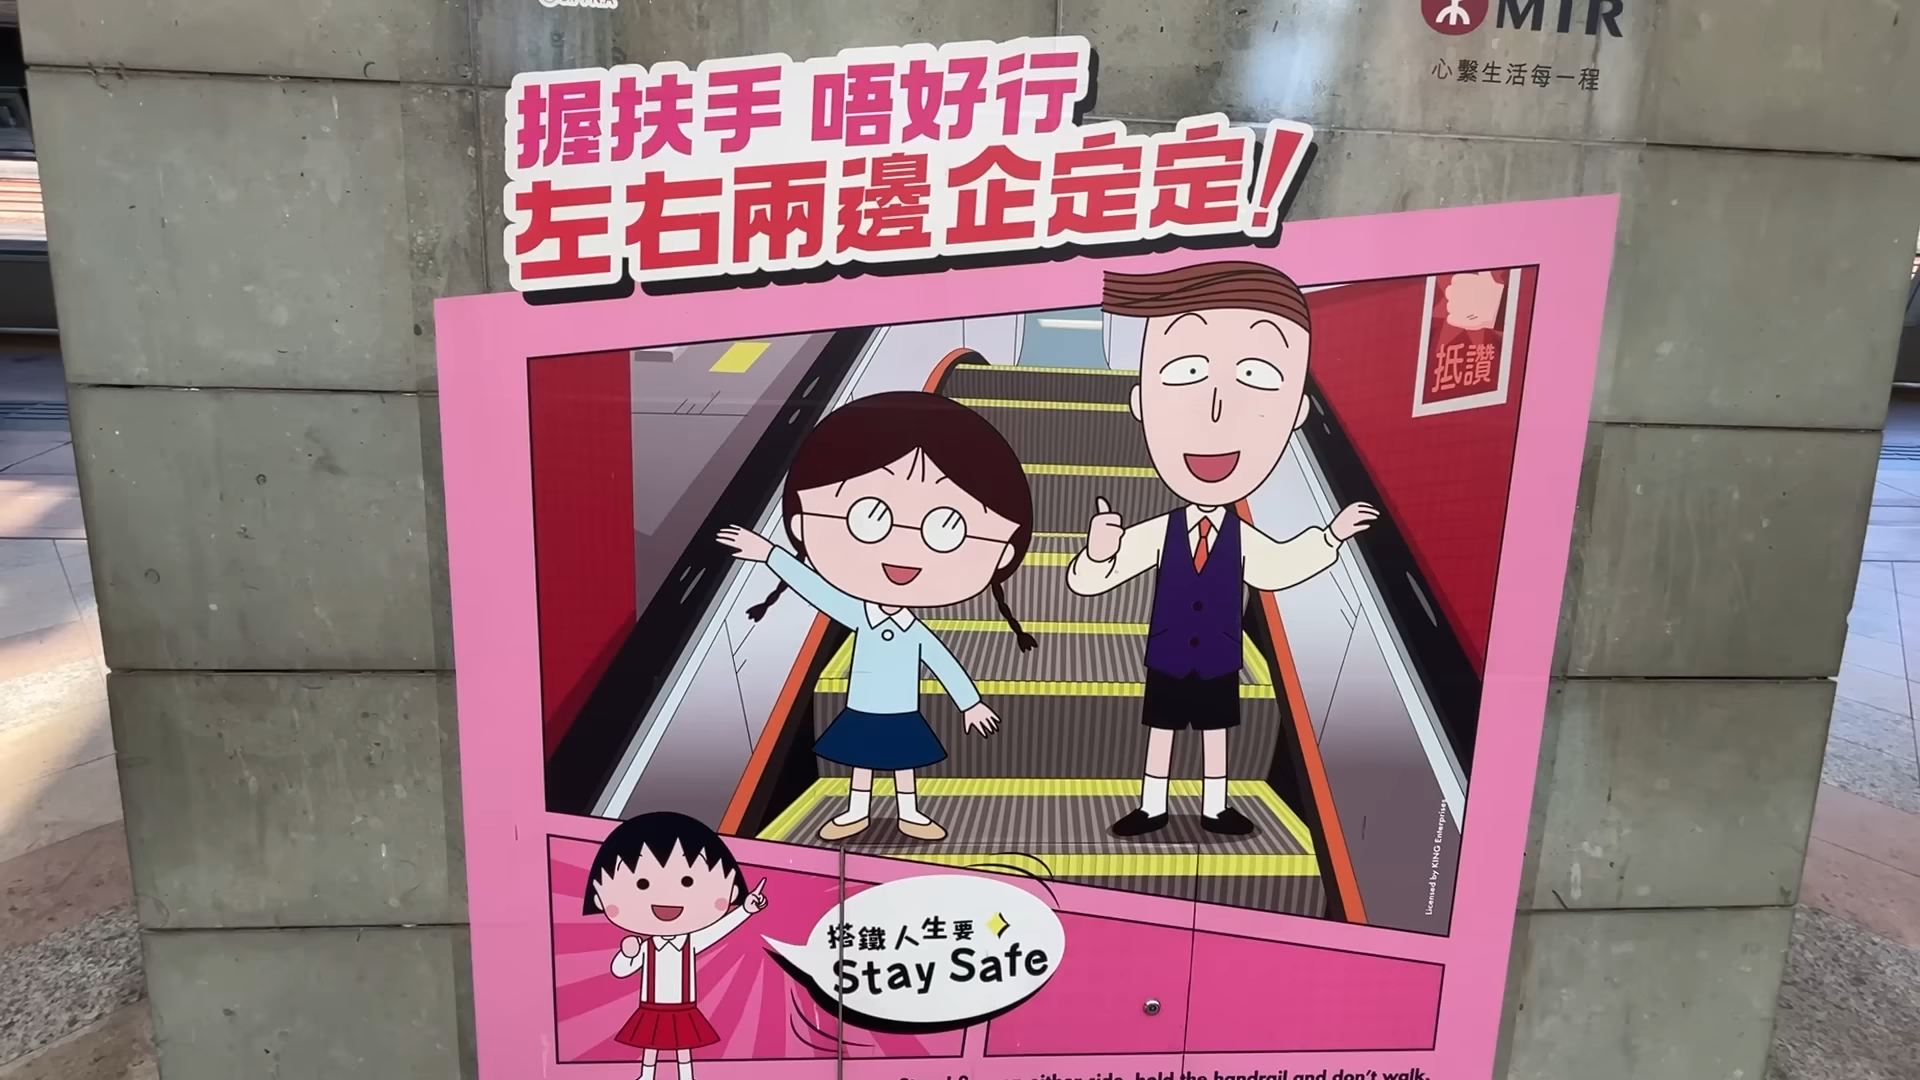 MTR
心繫生活每一程
握扶手 唔好行
左右兩邊企定定!
抵讚
Licensed by KING Enterprises
搭鐵人生要
Stay Safe
either side, hold the handrail and don't walk.